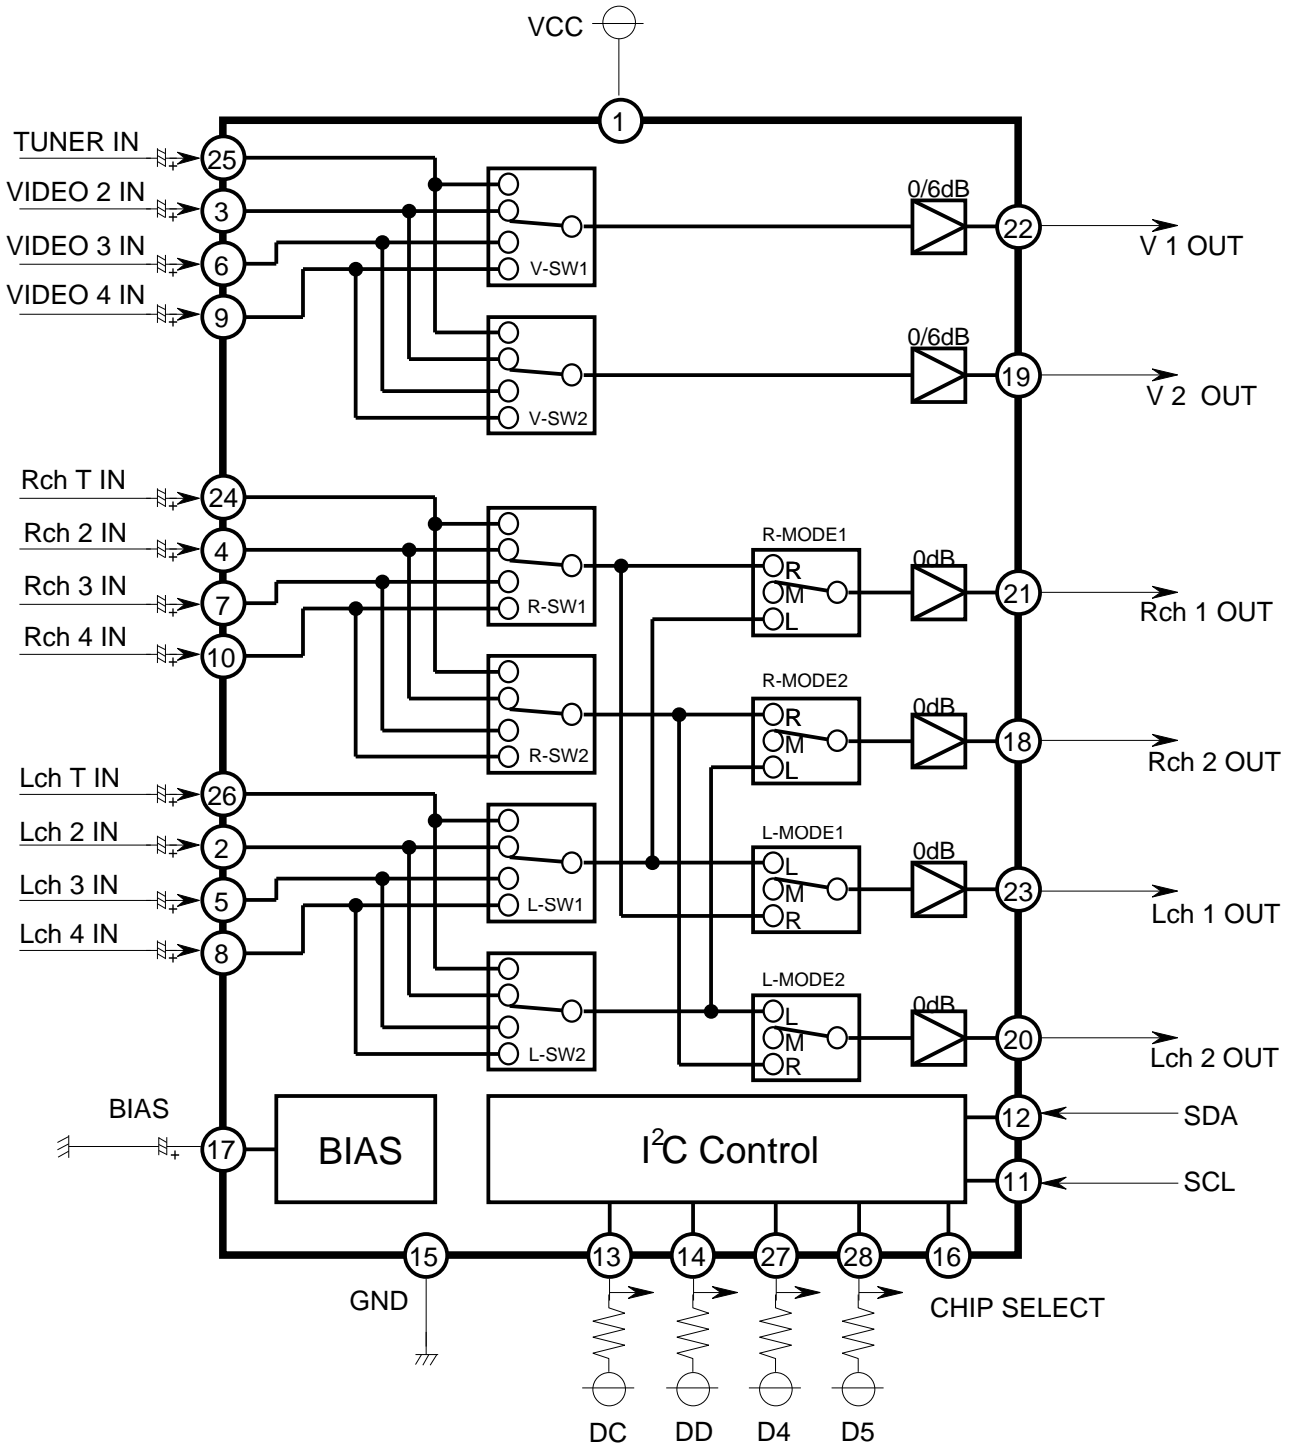 VCC
1
TUNER IN
25
VIDEO 2 IN
3
VIDEO 3 IN
6
VIDEO 4 IN
9
V-SW1
0/6dB
22
V 1 OUT
V-SW2
0/6dB
19
V 2 OUT
Rch T IN
24
Rch 2 IN
4
Rch 3 IN
7
Rch 4 IN
10
R-SW1
R-MODE1
R
M
L
0dB
21
Rch 1 OUT
R-SW2
R-MODE2
R
M
L
0dB
18
Rch 2 OUT
Lch T IN
26
Lch 2 IN
2
Lch 3 IN
5
Lch 4 IN
8
L-SW1
L-MODE1
L
M
R
0dB
23
Lch 1 OUT
L-SW2
L-MODE2
L
M
R
0dB
20
Lch 2 OUT
BIAS
17
BIAS
I²C Control
12
SDA
11
SCL
15
GND
13
14
27
28
16
CHIP SELECT
DC
DD
D4
D5